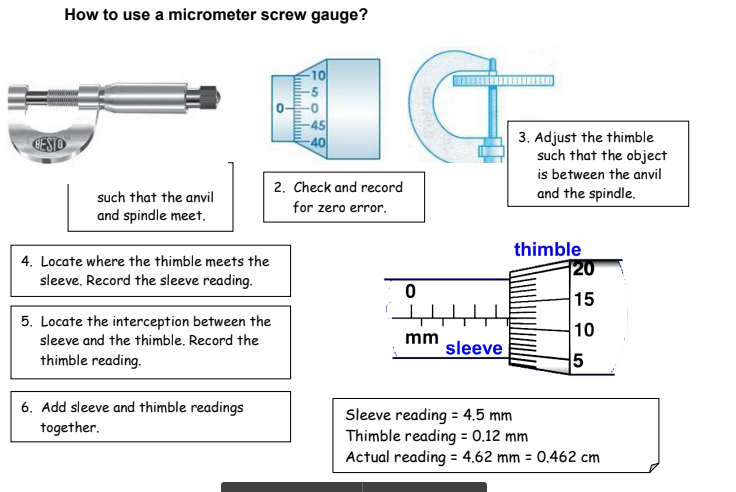 How to use a micrometer screw gauge?
BESTO
10
5
0 0
45
40
such that the anvil
and spindle meet.
2. Check and record
for zero error.
3. Adjust the thimble
such that the object
is between the anvil
and the spindle.
4. Locate where the thimble meets the
sleeve. Record the sleeve reading.
5. Locate the interception between the
sleeve and the thimble. Record the
thimble reading.
6. Add sleeve and thimble readings
together.
thimble
20
0
15
10
mm
sleeve
5
Sleeve reading = 4.5 mm
Thimble reading = 0.12 mm
Actual reading = 4.62 mm = 0.462 cm